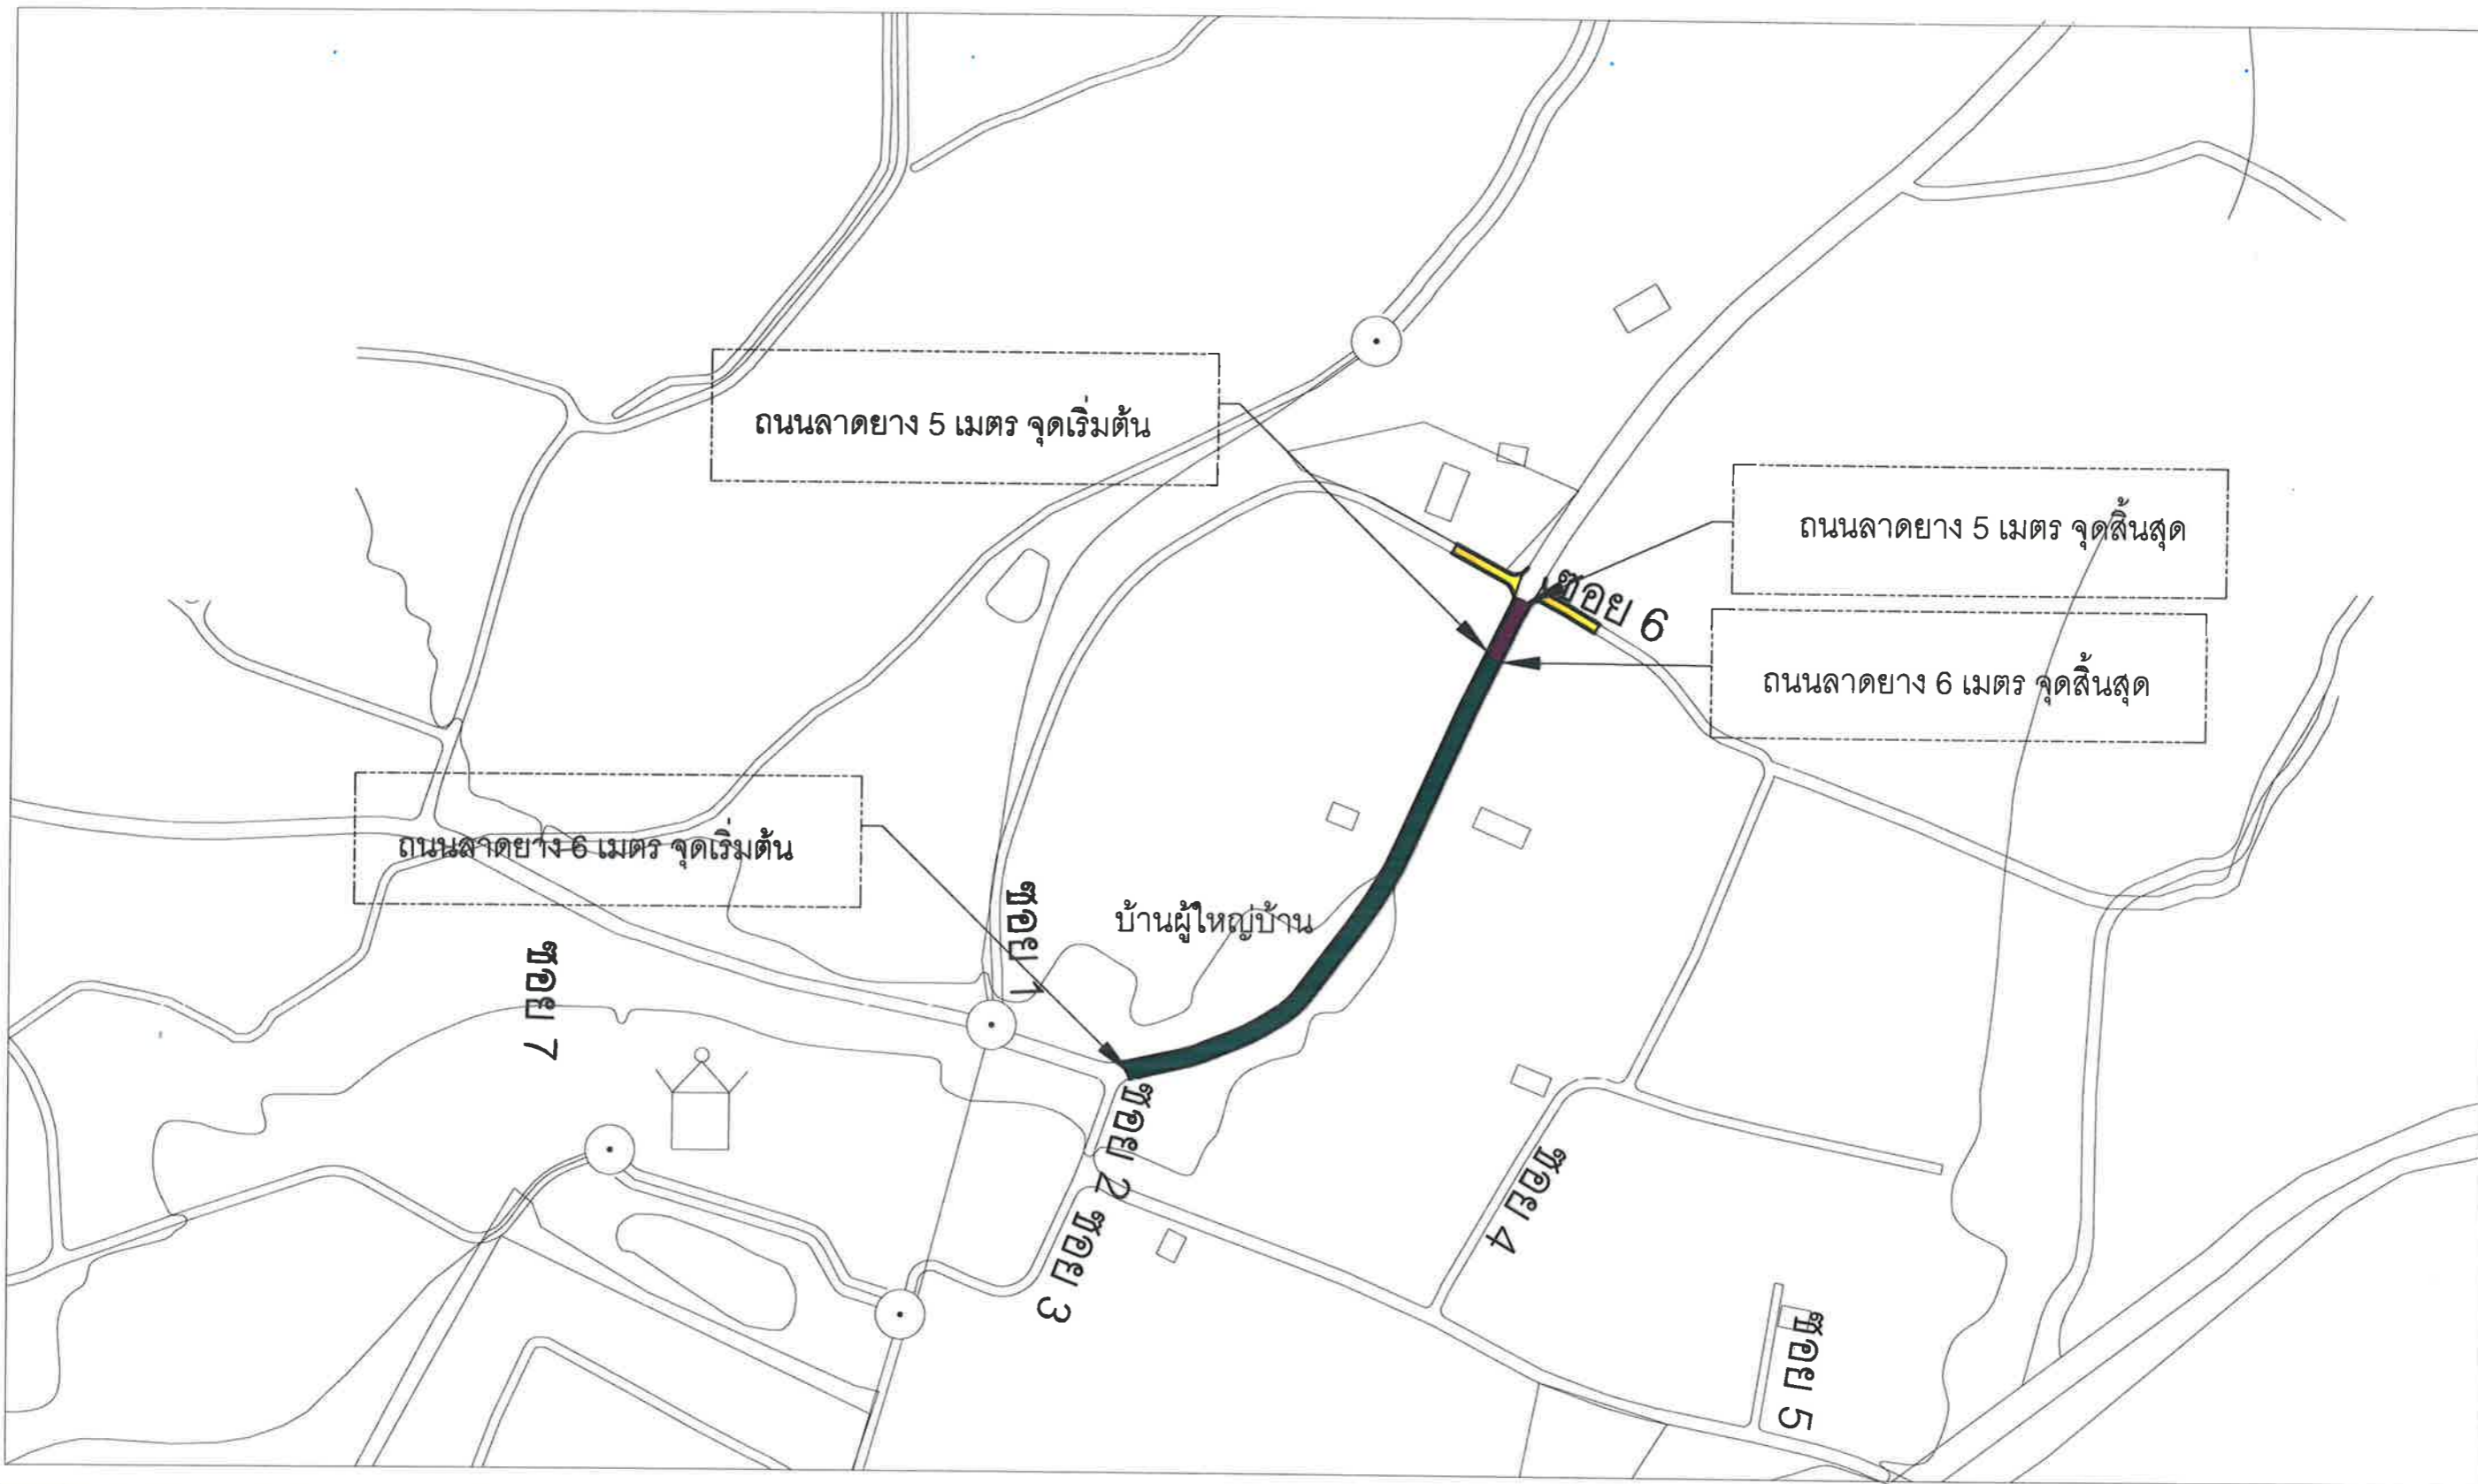 ถนนลาดยาง 5 เมตร จุดเริ่มต้น
ถนนลาดยาง 5 เมตร จุดสิ้นสุด
ซอย 6
ถนนลาดยาง 6 เมตร จุดสิ้นสุด
ถนนลาดยาง 6 เมตร จุดเริ่มต้น
บ้านผู้ใหญ่บ้าน
ซอย 1
ซอย 7
ซอย 2
ซอย 3
ซอย 4
ซอย 5